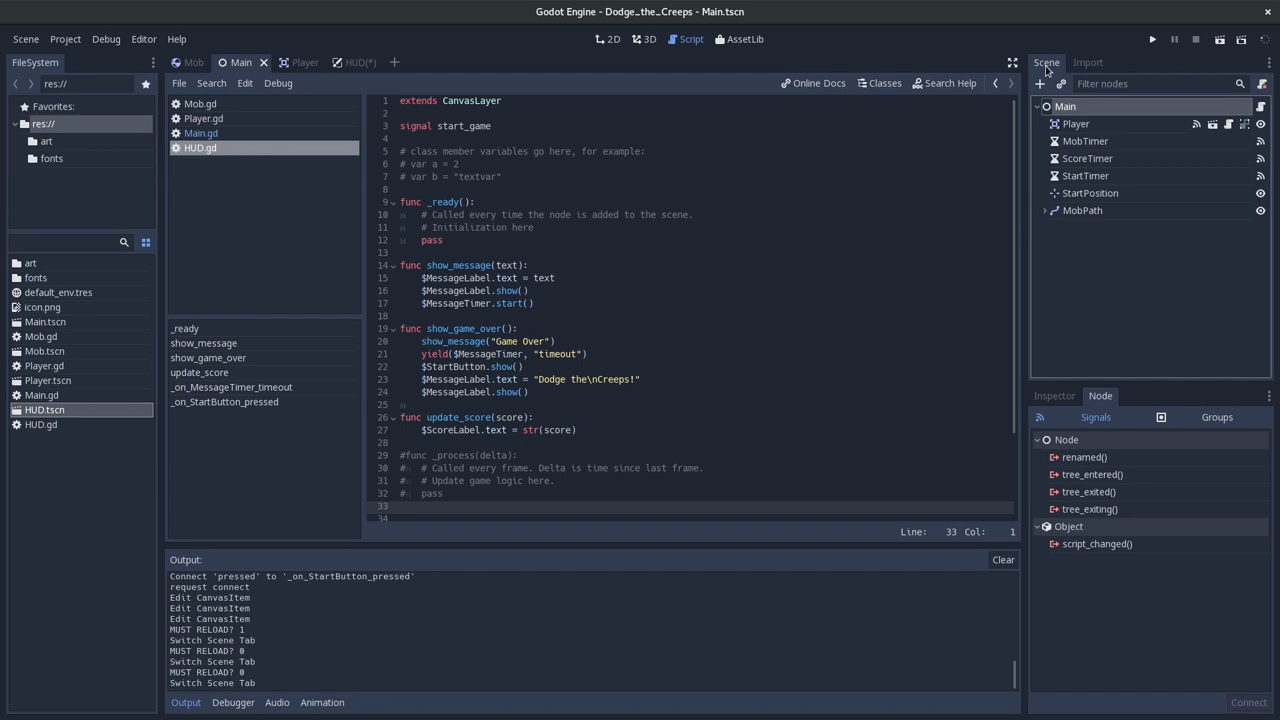 Godot Engine - Dodge_the_Creeps - Main.tscn
×
Scene Project Debug Editor Help
2D 3D Script AssetLib
FileSystem
res://
Favorites:
res://
art
fonts
art
fonts
default_env.tres
icon.png
Main.tscn
Mob.gd
Mob.tscn
Player.gd
Player.tscn
Main.gd
HUD.tscn
HUD.gd
Mob Main Player HUD(*)
File Search Edit Debug
Online Docs Classes Search Help
Mob.gd
Player.gd
Main.gd
HUD.gd
_ready
show_message
show_game_over
update_score
_on_MessageTimer_timeout
_on_StartButton_pressed
1 extends CanvasLayer
2
3 signal start_game
4
5 # class member variables go here, for example:
6 # var a = 2
7 # var b = "textvar"
8
9 func _ready():
10 # Called every time the node is added to the scene.
11 # Initialization here
12 pass
13
14 func show_message(text):
15 $MessageLabel.text = text
16 $MessageLabel.show()
17 $MessageTimer.start()
18
19 func show_game_over():
20 show_message("Game Over")
21 yield($MessageTimer, "timeout")
22 $StartButton.show()
23 $MessageLabel.text = "Dodge the\nCreeps!"
24 $MessageLabel.show()
25
26 func update_score(score):
27 $ScoreLabel.text = str(score)
28
29 #func _process(delta):
30 # # Called every frame. Delta is time since last frame.
31 # # Update game logic here.
32 # pass
33
34
Line: 33 Col: 1
Output:
Clear
Connect 'pressed' to '_on_StartButton_pressed'
request connect
Edit CanvasItem
Edit CanvasItem
Edit CanvasItem
MUST RELOAD? 1
Switch Scene Tab
MUST RELOAD? 0
Switch Scene Tab
MUST RELOAD? 0
Switch Scene Tab
Output Debugger Audio Animation
Scene Import
Filter nodes
Main
Player
MobTimer
ScoreTimer
StartTimer
StartPosition
MobPath
Inspector Node
Signals Groups
Node
renamed()
tree_entered()
tree_exited()
tree_exiting()
Object
script_changed()
Connect